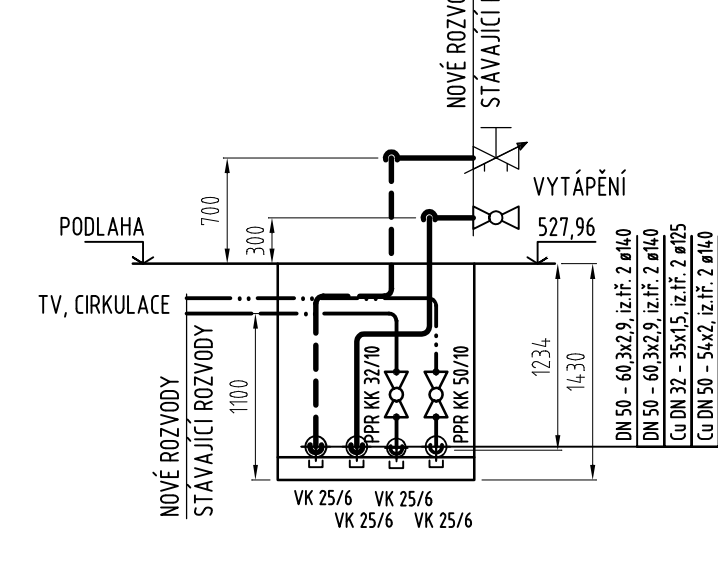 NOVÉ ROZVO
STÁVAJÍCÍ
VYTÁPĚNÍ
700
PODLAHA
300
527,96
TV, CIRKULACE
NOVÉ ROZVODY
STÁVAJÍCÍ ROZVODY
1100
PPR KK 32/10
PPR KK 50/10
1234
1430
DN 50 - 60,3x2,9, iz.tř. 2 ø140
DN 50 - 60,3x2,9, iz.tř. 2 ø140
Cu DN 32 - 35x1,5, iz.tř. 2 ø125
Cu DN 50 - 54x2, iz.tř. 2 ø140
VK 25/6 VK 25/6
VK 25/6 VK 25/6